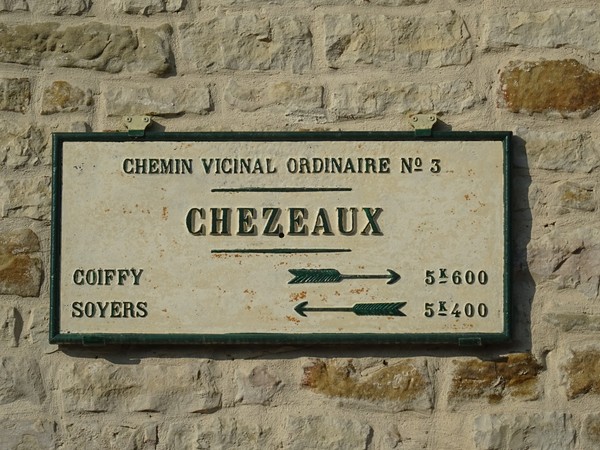 CHEMIN VICINAL ORDINAIRE Nº 3
CHEZEAUX
COIFFY 5K600
SOYERS 5K400